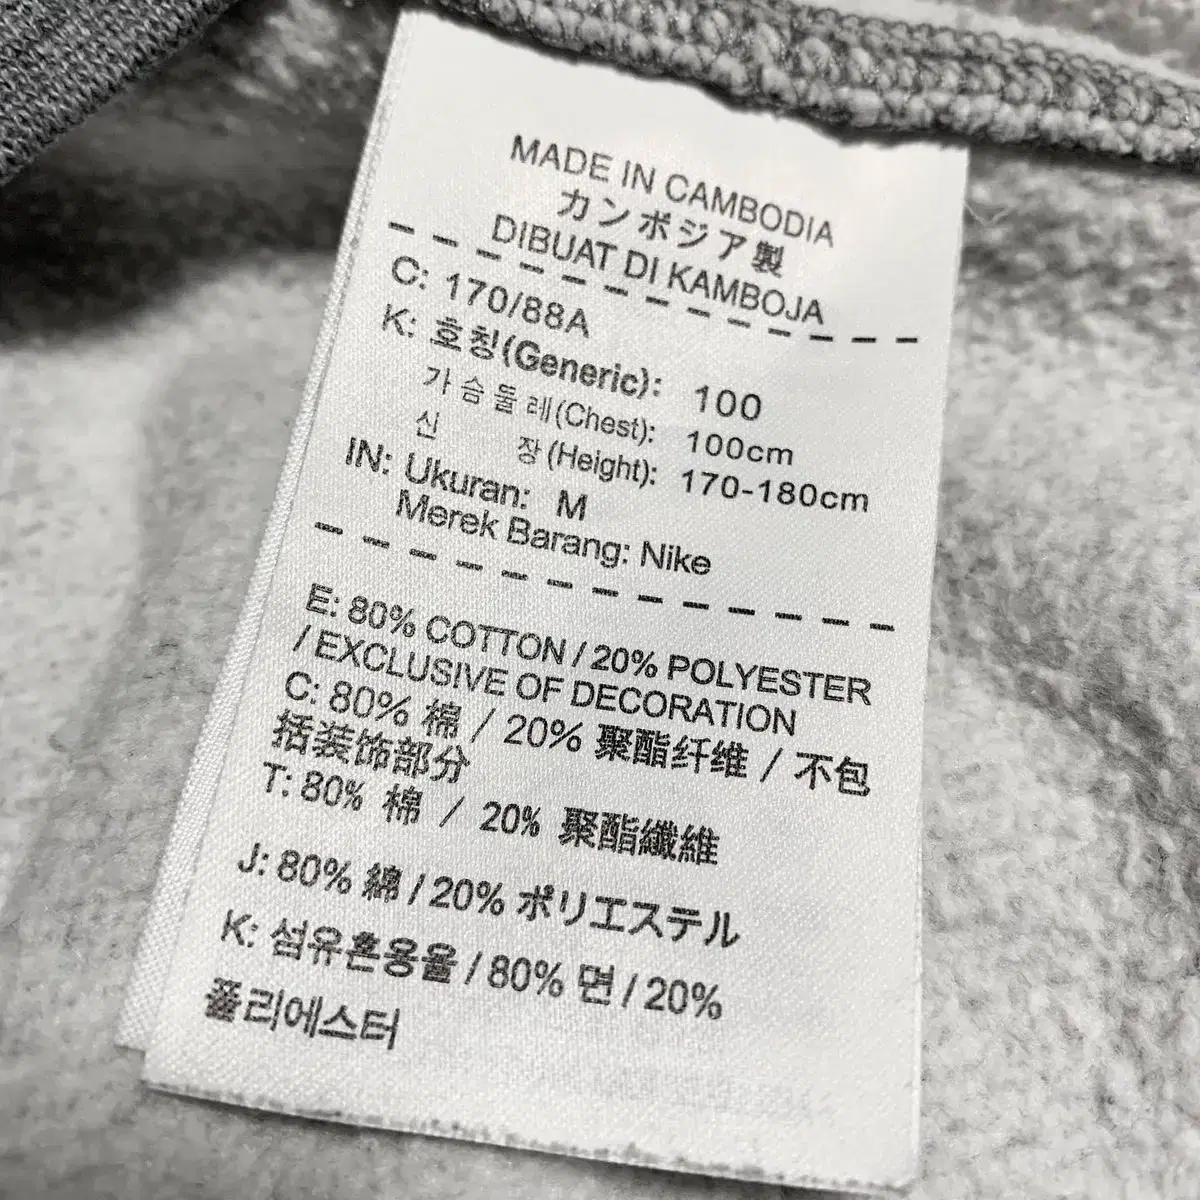 MADE IN CAMBODIA
カンボジア製
DIBUAT DI KAMBOJA
C: 170/88A
K: 호칭(Generic): 100
가슴둘레(Chest): 100cm
신 장(Height): 170-180cm
IN: Ukuran: M
Merek Barang: Nike
E: 80% COTTON / 20% POLYESTER
/ EXCLUSIVE OF DECORATION
C: 80% 棉 / 20% 聚酯纤维 / 不包
括装饰部分
T: 80% 棉 / 20% 聚酯纖維
J: 80% 綿 / 20% ポリエステル
K: 섬유혼용율 / 80% 면 / 20%
폴리에스터